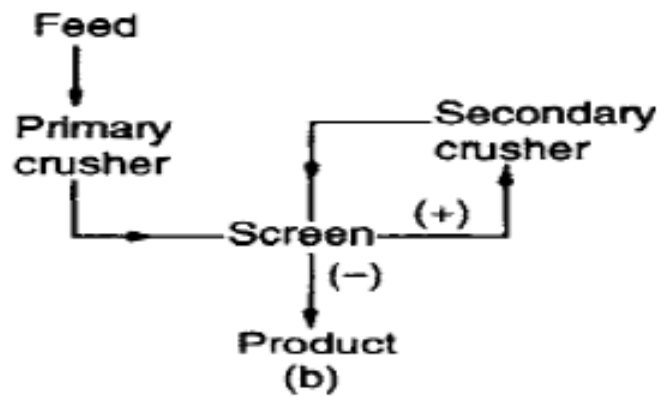 Feed
Primary
crusher
Secondary
crusher
(+)
Screen
(−)
Product
(b)